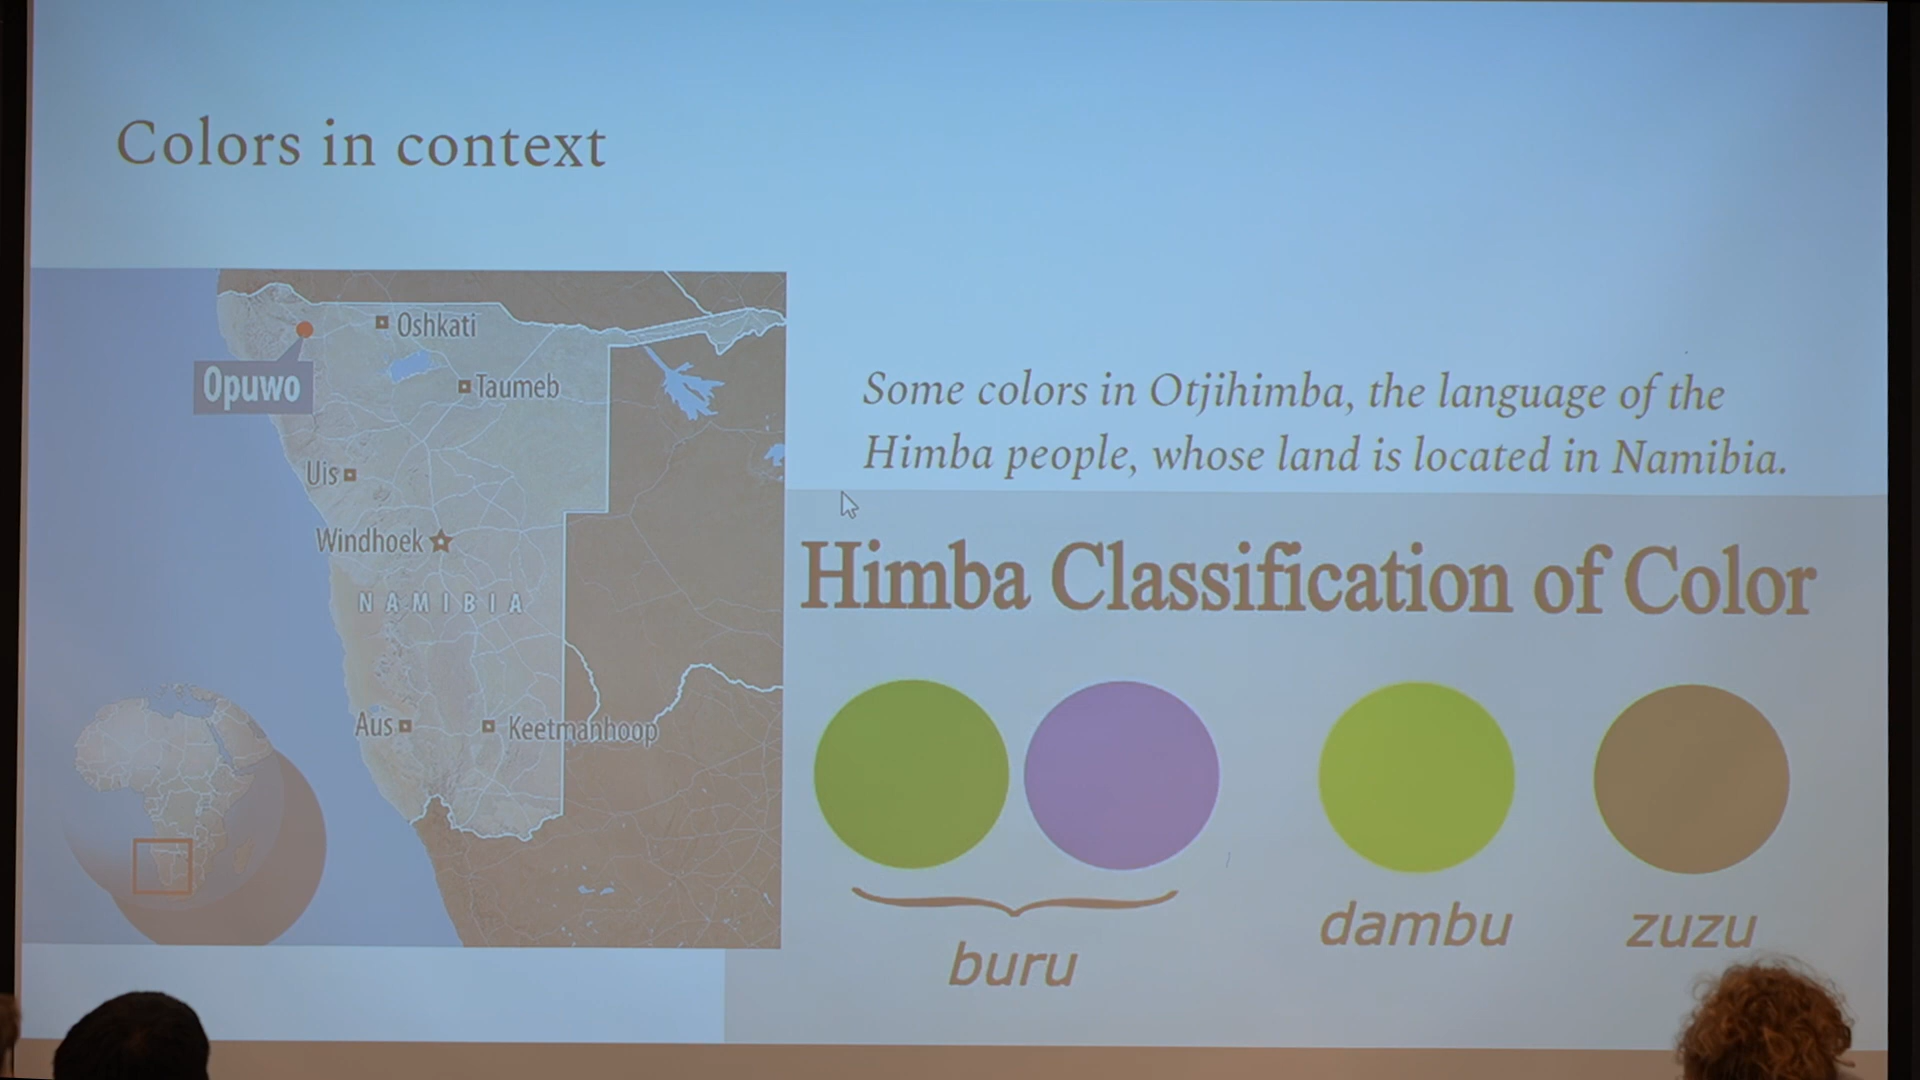 Colors in context
Oshkati
Opuwo
Taumeb
Uis
Windhoek
NAMIBIA
Aus
Keetmanhoop
Some colors in Otjihimba, the language of the
Himba people, whose land is located in Namibia.
Himba Classification of Color
buru
dambu
zuzu